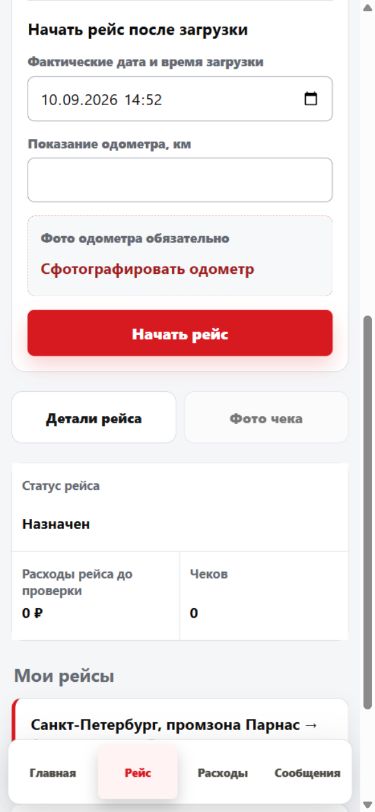 Начать рейс после загрузки
Фактические дата и время загрузки
10.09.2026 14:52
Показание одометра, км
Фото одометра обязательно
Сфотографировать одометр
Начать рейс
Детали рейса
Фото чека
Статус рейса
Назначен
Расходы рейса до
проверки
0 ₽
Чеков
0
Мои рейсы
Санкт-Петербург, промзона Парнас →
Главная
Рейс
Расходы
Сообщения